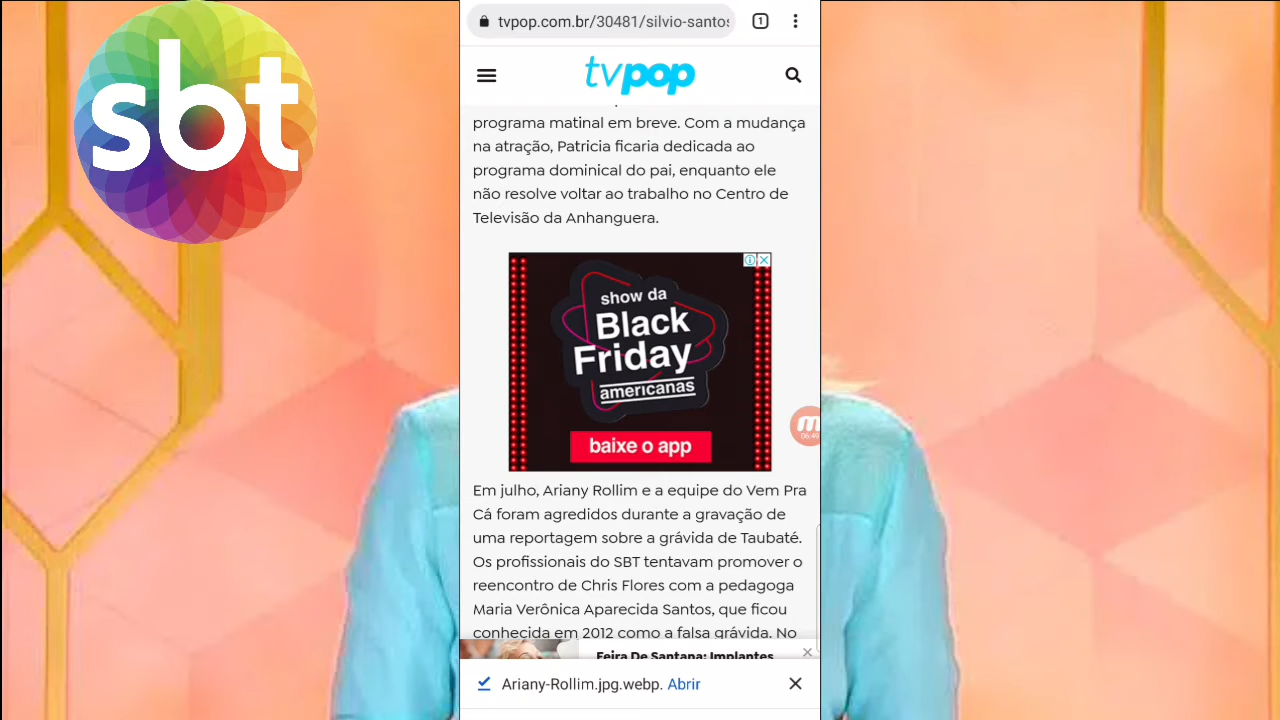 sbt
tvpop.com.br/30481/silvio-santos
1
tvpop
programa matinal em breve. Com a mudança
na atração, Patricia ficaria dedicada ao
programa dominical do pai, enquanto ele
não resolve voltar ao trabalho no Centro de
Televisão da Anhanguera.
show da
Black
Friday
americanas
baixe o app
Em julho, Ariany Rollim e a equipe do Vem Pra
Cá foram agredidos durante a gravação de
uma reportagem sobre a grávida de Taubaté.
Os profissionais do SBT tentavam promover o
reencontro de Chris Flores com a pedagoga
Maria Verônica Aparecida Santos, que ficou
conhecida em 2012 como a falsa grávida. No
Feira De Santana: Implantes
Ariany-Rollim.jpg.webp. Abrir